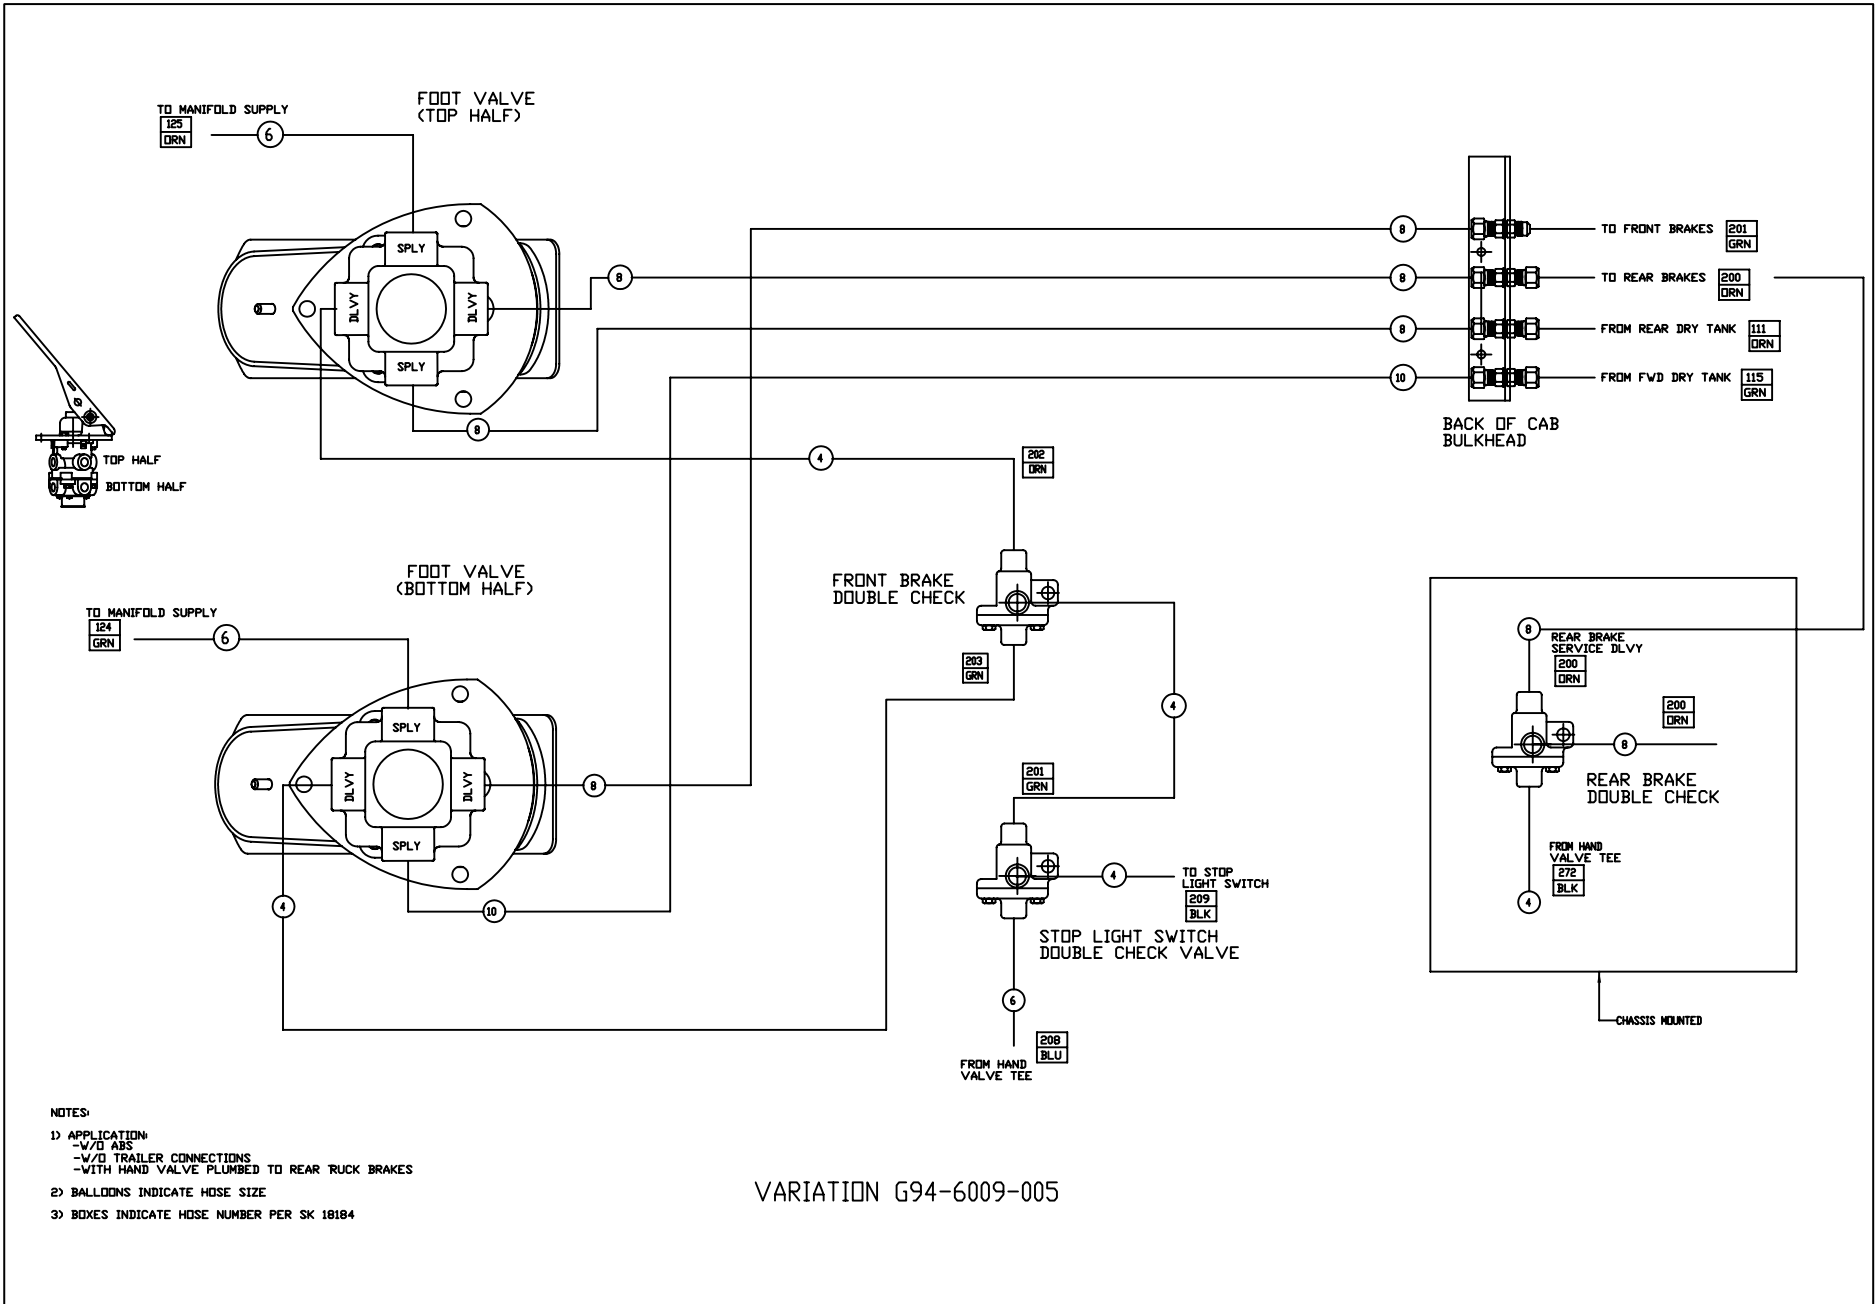 FOOT VALVE
(TOP HALF)
TO MANIFOLD SUPPLY
125
ORN
6
SPLY
DLVY
DLVY
SPLY
8
8
8
8
8
8
10
TO FRONT BRAKES
201
GRN
TO REAR BRAKES
200
ORN
FROM REAR DRY TANK
111
ORN
FROM FWD DRY TANK
115
GRN
BACK OF CAB
BULKHEAD
TOP HALF
BOTTOM HALF
4
202
ORN
FOOT VALVE
(BOTTOM HALF)
TO MANIFOLD SUPPLY
124
GRN
6
SPLY
DLVY
DLVY
SPLY
8
4
10
FRONT BRAKE
DOUBLE CHECK
203
GRN
4
201
GRN
4
TO STOP
LIGHT SWITCH
209
BLK
STOP LIGHT SWITCH
DOUBLE CHECK VALVE
6
208
BLU
FROM HAND
VALVE TEE
8
REAR BRAKE
SERVICE DLVY
200
ORN
200
ORN
8
REAR BRAKE
DOUBLE CHECK
FROM HAND
VALVE TEE
272
BLK
4
CHASSIS MOUNTED
NOTES:
1) APPLICATION:
-W/O ABS
-W/O TRAILER CONNECTIONS
-WITH HAND VALVE PLUMBED TO REAR TRUCK BRAKES
2) BALLOONS INDICATE HOSE SIZE
3) BOXES INDICATE HOSE NUMBER PER SK 18184
VARIATION G94-6009-005